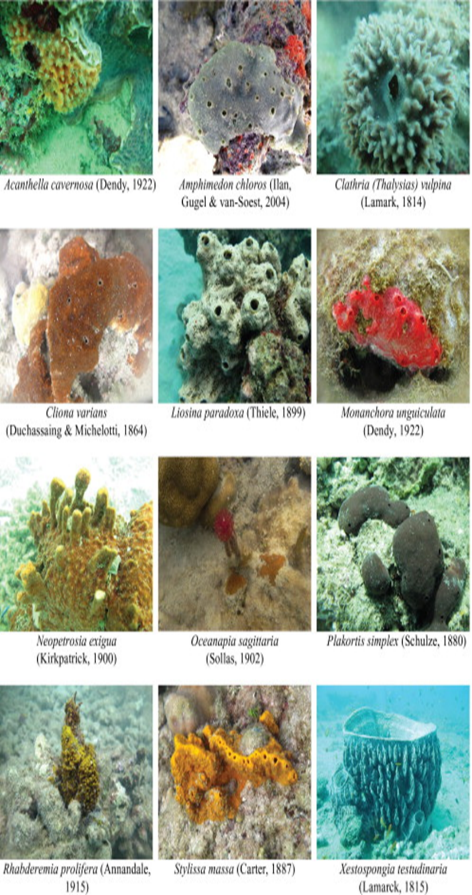 Acanthella cavernosa (Dendy, 1922)
Amphimedon chloros (Ilan,
Gugel & van-Soest, 2004)
Clathria (Thalysias) vulpina
(Lamark, 1814)
Cliona varians
(Duchassaing & Michelotti, 1864)
Liosina paradoxa (Thiele, 1899)
Monanchora unguiculata
(Dendy, 1922)
Neopetrosia exigua
(Kirkpatrick, 1900)
Oceanapia sagittaria
(Sollas, 1902)
Plakortis simplex (Schulze, 1880)
Rhabderemia prolifera (Annandale,
1915)
Stylissa massa (Carter, 1887)
Xestospongia testudinaria
(Lamarck, 1815)